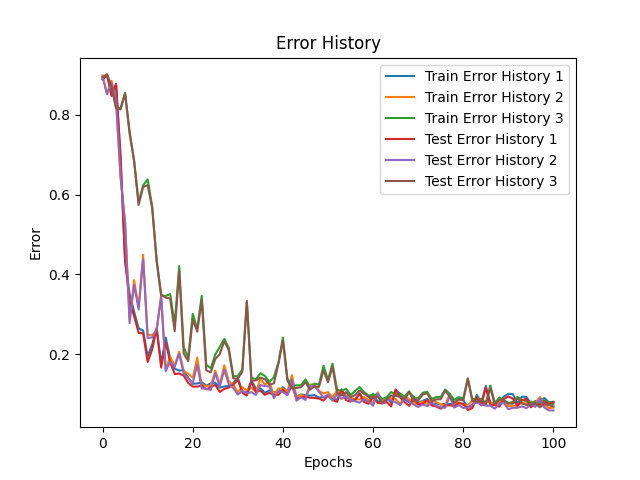 Error History
Train Error History 1
Train Error History 2
Train Error History 3
Test Error History 1
Test Error History 2
Test Error History 3
Error
0.8
0.6
0.4
0.2
0
20
40
60
80
100
Epochs